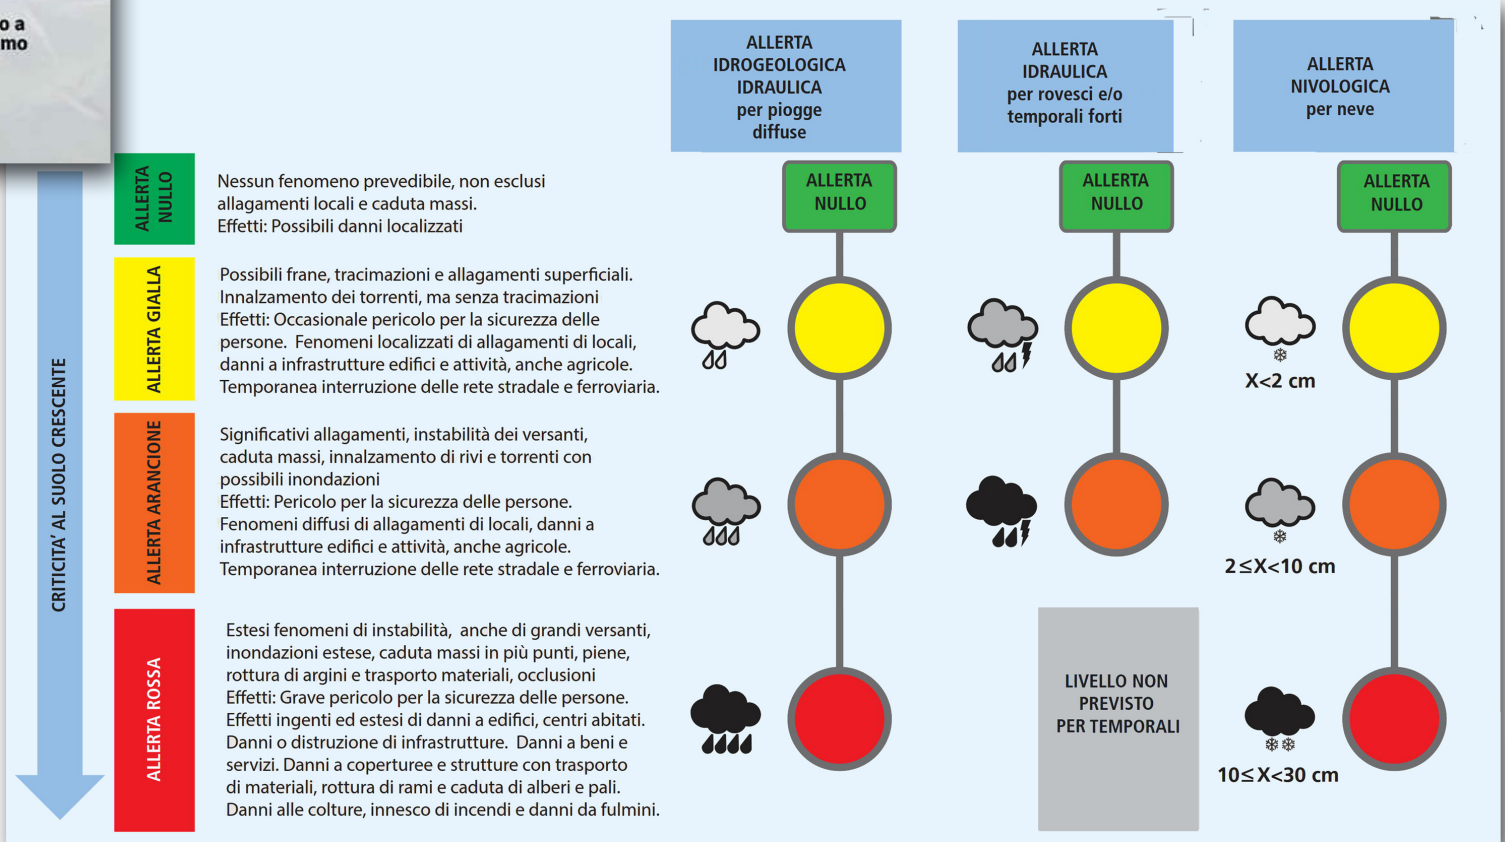 o a
mo
ALLERTA
IDROGEOLOGICA
IDRAULICA
per piogge
diffuse
ALLERTA
IDRAULICA
per rovesci e/o
temporali forti
ALLERTA
NIVOLOGICA
per neve
CRITICITA' AL SUOLO CRESCENTE
ALLERTA
NULLO
Nessun fenomeno prevedibile, non esclusi
allagamenti locali e caduta massi.
Effetti: Possibili danni localizzati
ALLERTA
NULLO
ALLERTA
NULLO
ALLERTA
NULLO
ALLERTA GIALLA
Possibili frane, tracimazioni e allagamenti superficiali.
Innalzamento dei torrenti, ma senza tracimazioni
Effetti: Occasionale pericolo per la sicurezza delle
persone.  Fenomeni localizzati di allagamenti di locali,
danni a infrastrutture edifici e attività, anche agricole.
Temporanea interruzione delle rete stradale e ferroviaria.
X<2 cm
ALLERTA ARANCIONE
Significativi allagamenti, instabilità dei versanti,
caduta massi, innalzamento di rivi e torrenti con
possibili inondazioni
Effetti: Pericolo per la sicurezza delle persone.
Fenomeni diffusi di allagamenti di locali, danni a
infrastrutture edifici e attività, anche agricole.
Temporanea interruzione delle rete stradale e ferroviaria.
2≤X<10 cm
ALLERTA ROSSA
Estesi fenomeni di instabilità,  anche di grandi versanti,
inondazioni estese, caduta massi in più punti, piene,
rottura di argini e trasporto materiali, occlusioni
Effetti: Grave pericolo per la sicurezza delle persone.
Effetti ingenti ed estesi di danni a edifici, centri abitati.
Danni o distruzione di infrastrutture.  Danni a beni e
servizi. Danni a coperturee e strutture con trasporto
di materiali, rottura di rami e caduta di alberi e pali.
Danni alle colture, innesco di incendi e danni da fulmini.
LIVELLO NON
PREVISTO
PER TEMPORALI
10≤X<30 cm